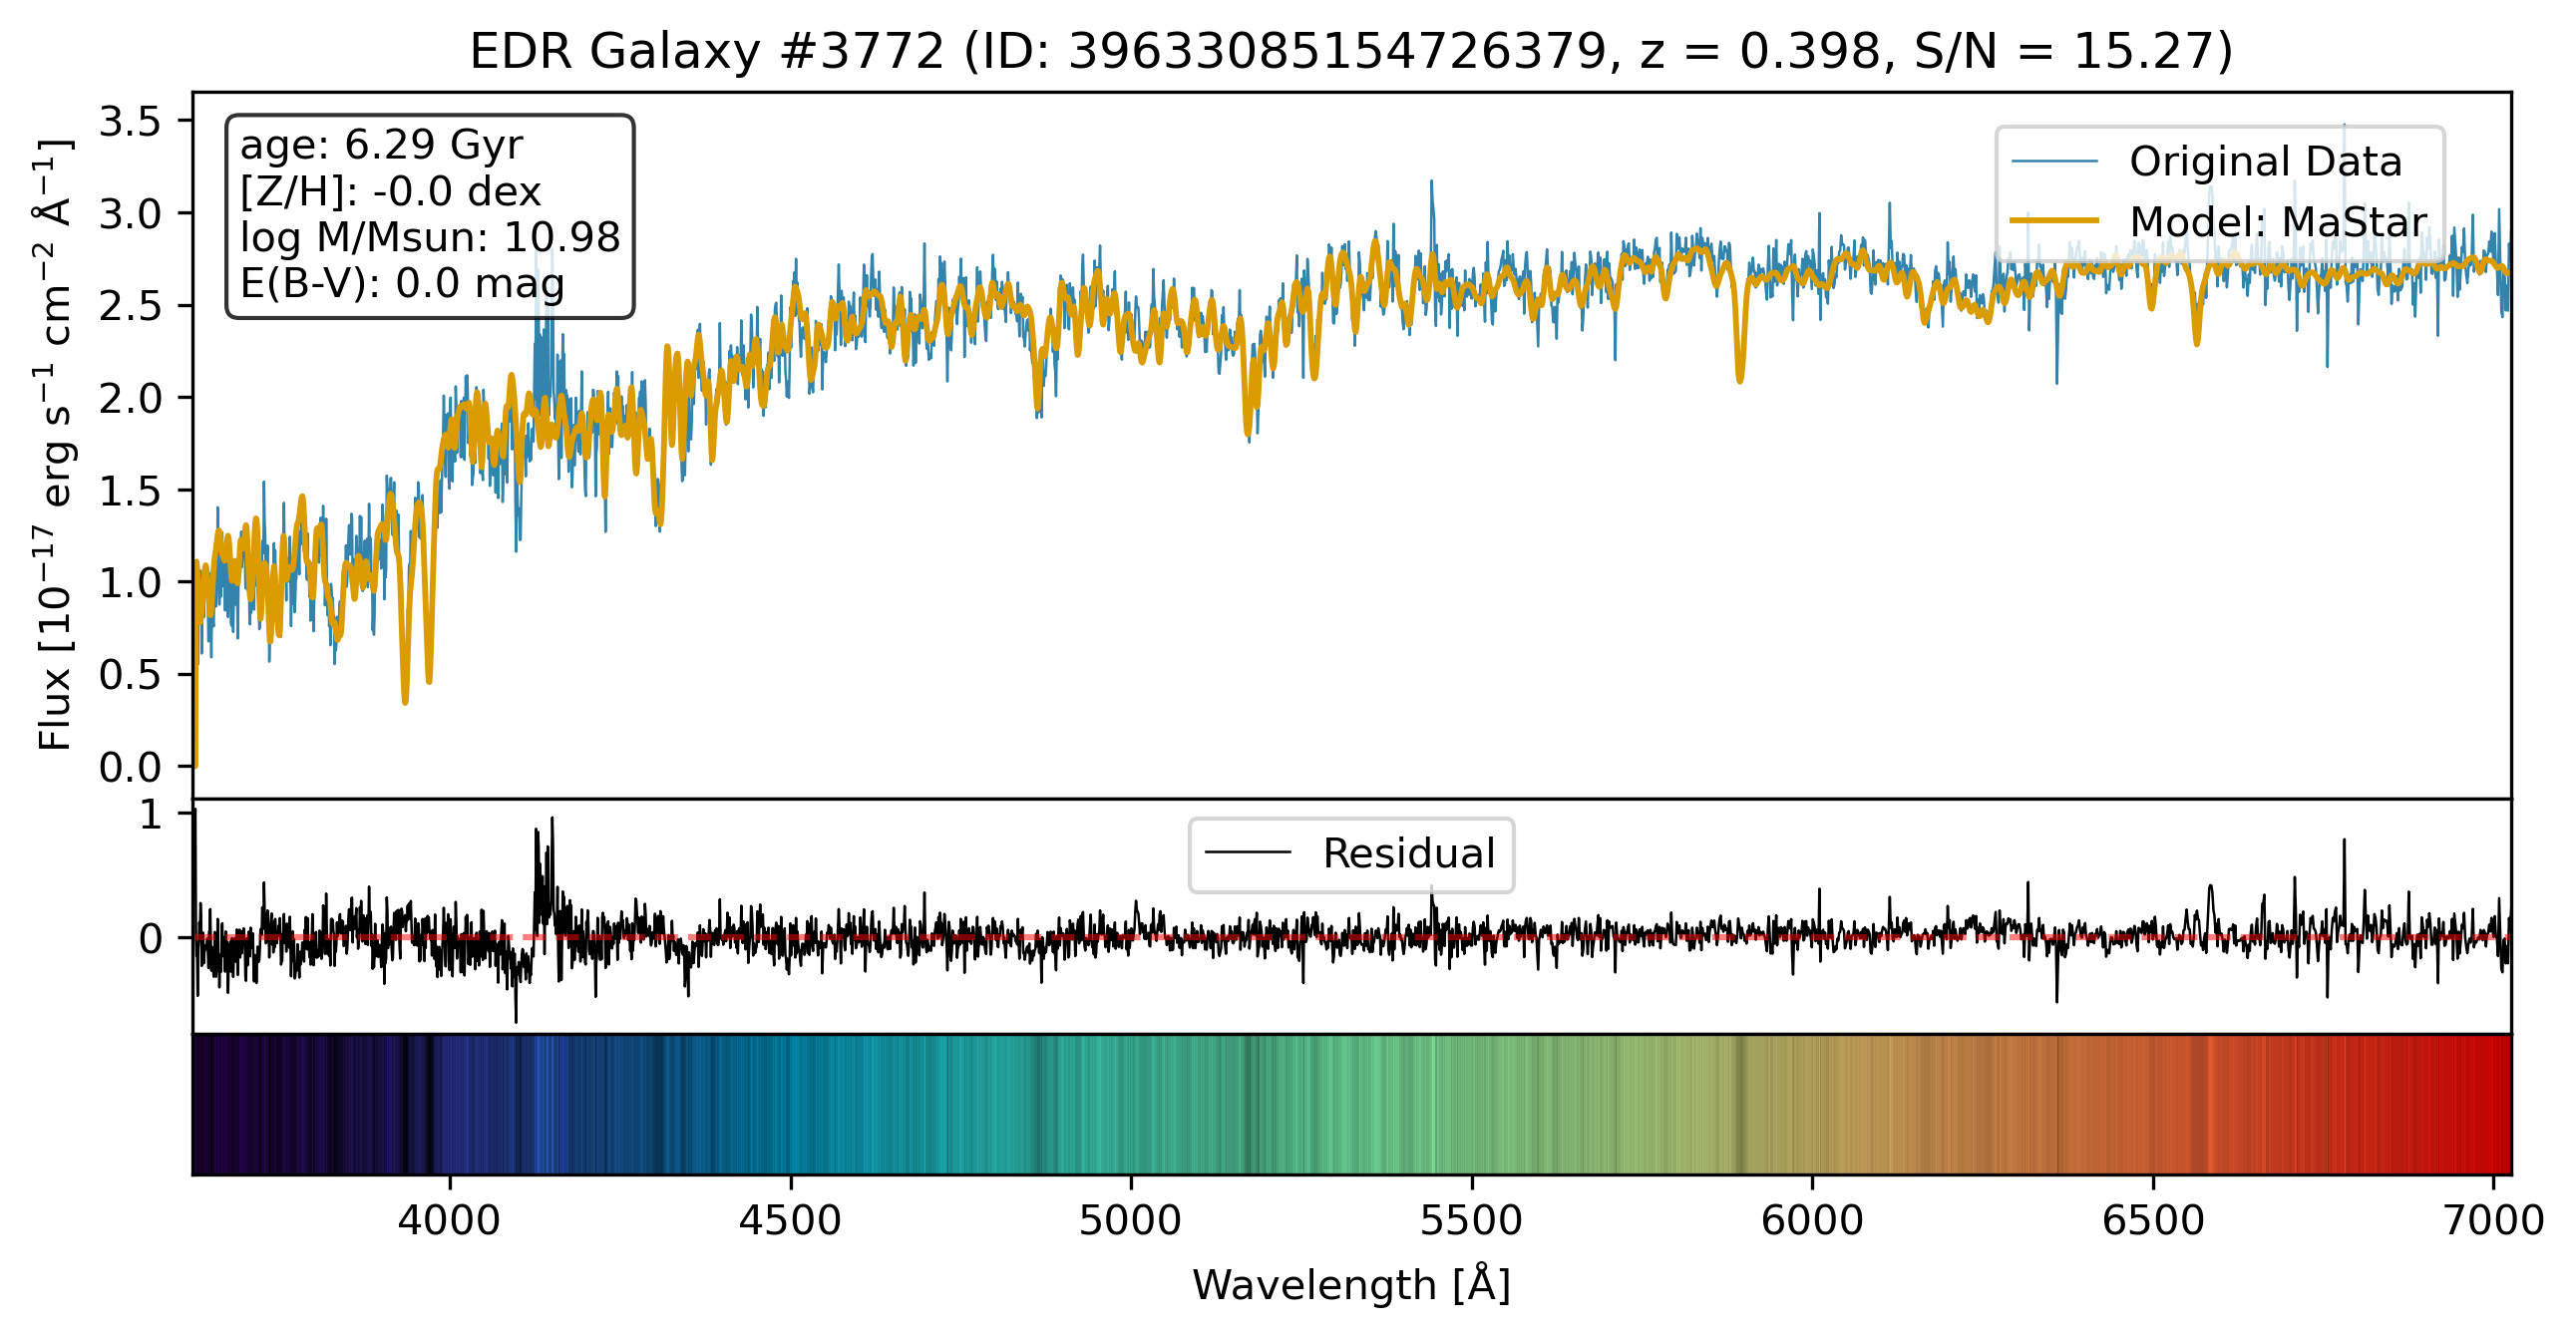 EDR Galaxy #3772 (ID: 39633085154726379, z = 0.398, S/N = 15.27)
age: 6.29 Gyr
[Z/H]: -0.0 dex
log M/Msun: 10.98
E(B-V): 0.0 mag
Original Data
Model: MaStar
Flux [10⁻¹⁷ erg s⁻¹ cm⁻² Å⁻¹]
3.5
3.0
2.5
2.0
1.5
1.0
0.5
0.0
1
0
Residual
4000 4500 5000 5500 6000 6500 7000
Wavelength [Å]